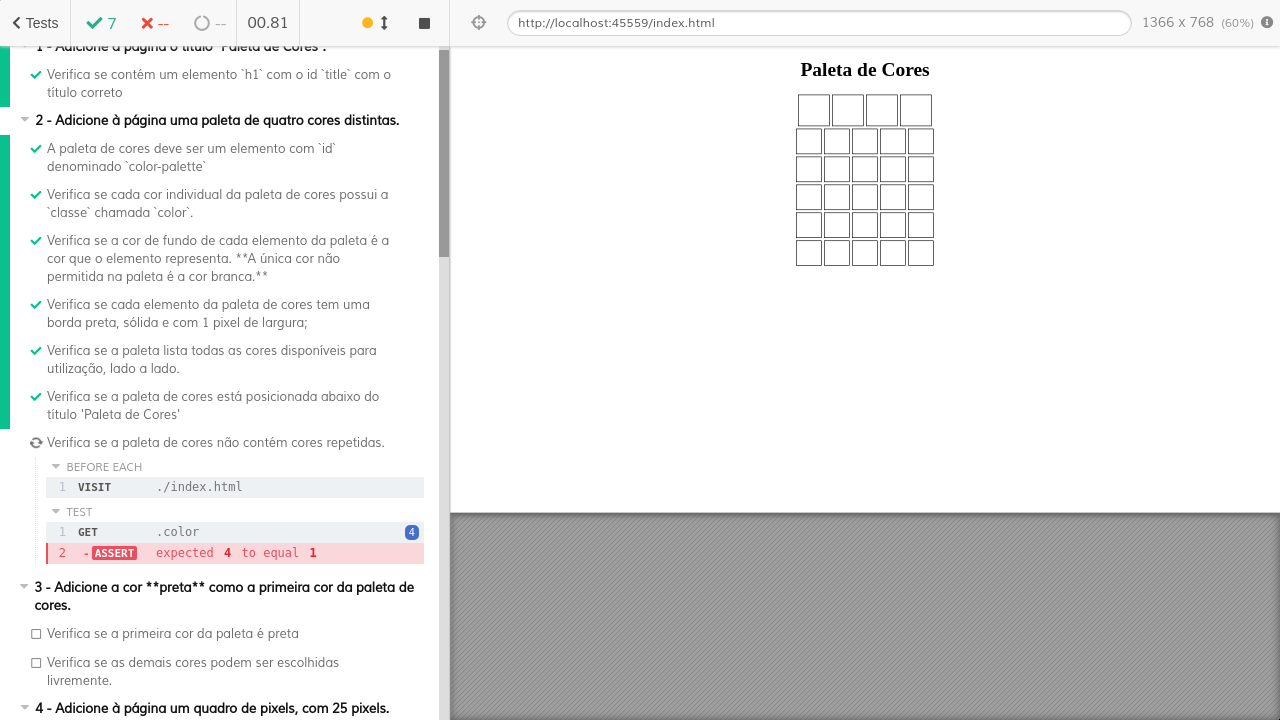 Tests
7
--
--
00.81
http://localhost:45559/index.html
1366 x 768 (60%)
1 - Adicione à página o título "Paleta de Cores".
Verifica se contém um elemento `h1` com o id `title` com o
título correto
2 - Adicione à página uma paleta de quatro cores distintas.
A paleta de cores deve ser um elemento com `id`
denominado `color-palette`
Verifica se cada cor individual da paleta de cores possui a
`classe` chamada `color`.
Verifica se a cor de fundo de cada elemento da paleta é a
cor que o elemento representa. **A única cor não
permitida na paleta é a cor branca.**
Verifica se cada elemento da paleta de cores tem uma
borda preta, sólida e com 1 pixel de largura;
Verifica se a paleta lista todas as cores disponíveis para
utilização, lado a lado.
Verifica se a paleta de cores está posicionada abaixo do
título 'Paleta de Cores'
Verifica se a paleta de cores não contém cores repetidas.
BEFORE EACH
1 VISIT ./index.html
TEST
1 GET .color 4
2 -ASSERT expected 4 to equal 1
3 - Adicione a cor **preta** como a primeira cor da paleta de
cores.
Verifica se a primeira cor da paleta é preta
Verifica se as demais cores podem ser escolhidas
livremente.
4 - Adicione à página um quadro de pixels, com 25 pixels.
Paleta de Cores